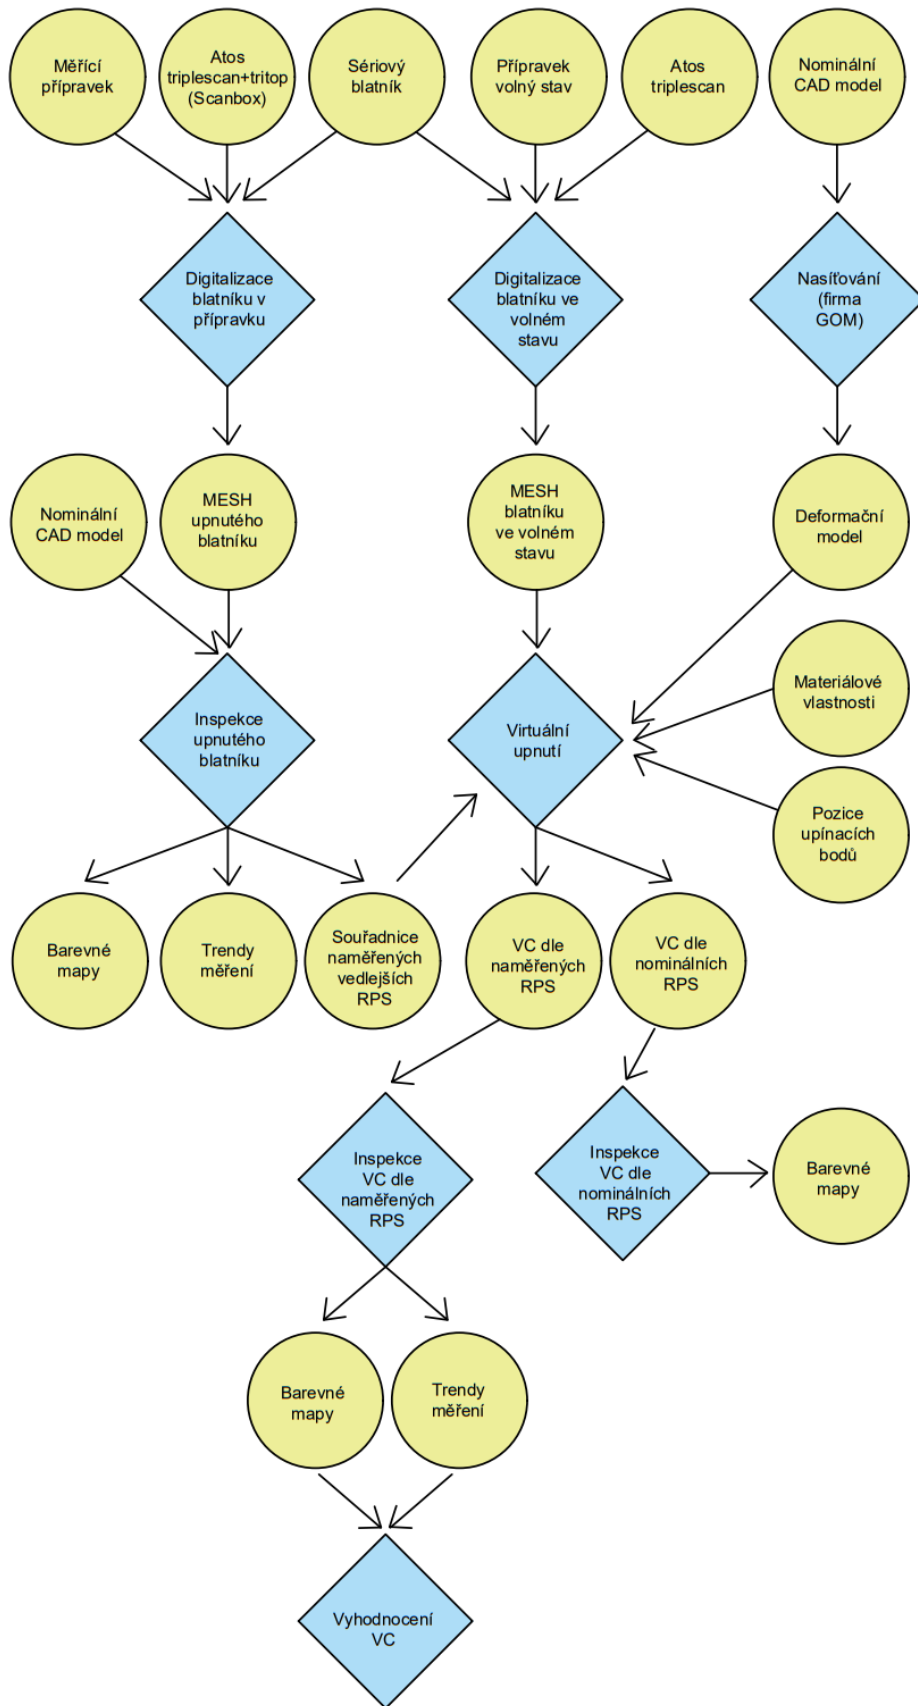 Měřící
přípravek
Atos
triplescan+tritop
(Scanbox)
Sériový
blatník
Přípravek
volný stav
Atos
triplescan
Nominální
CAD model
Digitalizace
blatníku v
přípravku
Digitalizace
blatníku ve
volném
stavu
Nasíťování
(firma
GOM)
Nominální
CAD model
MESH
upnutého
blatníku
MESH
blatníku
ve volném
stavu
Deformační
model
Materiálové
vlastnosti
Inspekce
upnutého
blatníku
Virtuální
upnutí
Pozice
upínacích
bodů
Barevné
mapy
Trendy
měření
Souřadnice
naměřených
vedlejších
RPS
VC dle
naměřených
RPS
VC dle
nominálních
RPS
Inspekce
VC dle
naměřených
RPS
Inspekce
VC dle
nominálních
RPS
Barevné
mapy
Barevné
mapy
Trendy
měření
Vyhodnocení
VC